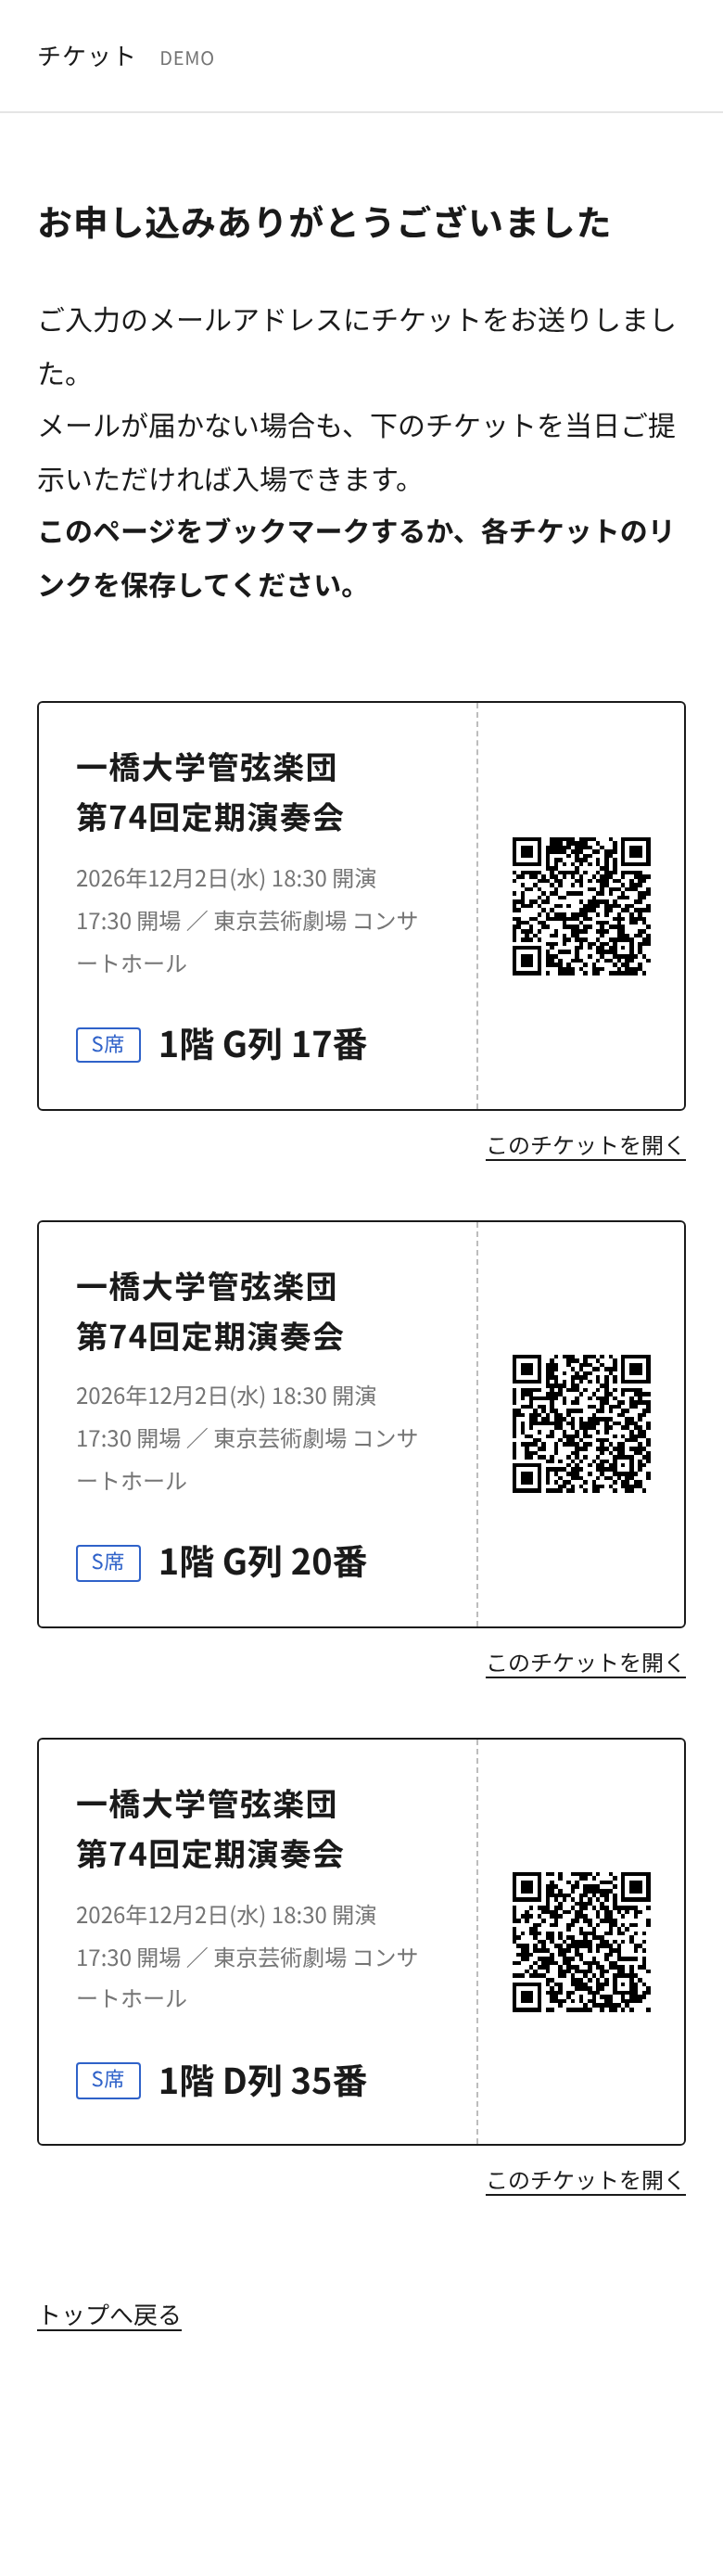 チケット DEMO
お申し込みありがとうございました
ご入力のメールアドレスにチケットをお送りしまし
た。
メールが届かない場合も、下のチケットを当日ご提
示いただければ入場できます。
このページをブックマークするか、各チケットのリ
ンクを保存してください。
一橋大学管弦楽団
第74回定期演奏会
2026年12月2日(水) 18:30 開演
17:30 開場 ／ 東京芸術劇場 コンサ
ートホール
S席 1階 G列 17番
このチケットを開く
一橋大学管弦楽団
第74回定期演奏会
2026年12月2日(水) 18:30 開演
17:30 開場 ／ 東京芸術劇場 コンサ
ートホール
S席 1階 G列 20番
このチケットを開く
一橋大学管弦楽団
第74回定期演奏会
2026年12月2日(水) 18:30 開演
17:30 開場 ／ 東京芸術劇場 コンサ
ートホール
S席 1階 D列 35番
このチケットを開く
トップへ戻る